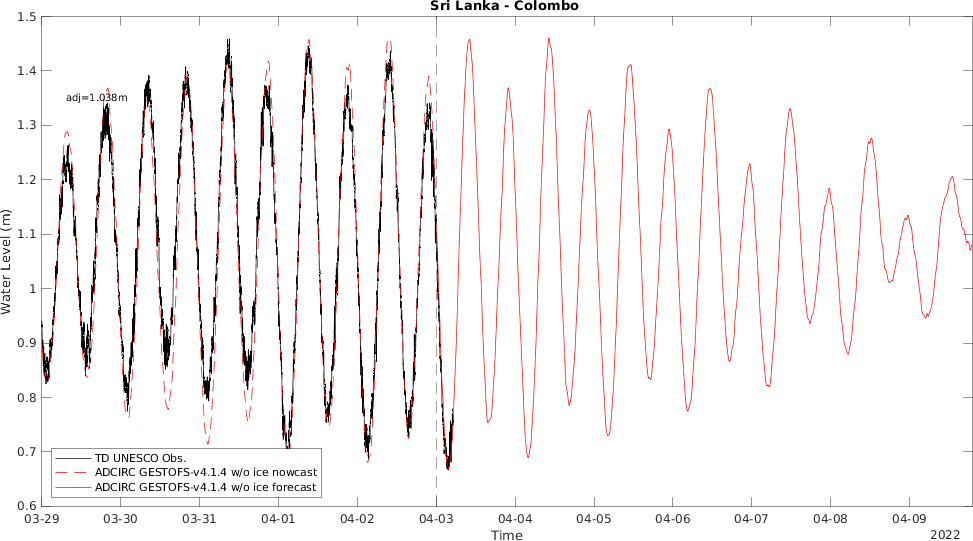 Sri Lanka - Colombo
1.5
1.4
adj=1.038m
1.3
1.2
1.1
Water Level (m)
1
0.9
0.8
0.7
TD UNESCO Obs.
ADCIRC GESTOFS-v4.1.4 w/o ice nowcast
ADCIRC GESTOFS-v4.1.4 w/o ice forecast
0.6
03-29 03-30 03-31 04-01 04-02 04-03 04-04 04-05 04-06 04-07 04-08 04-09
Time
2022